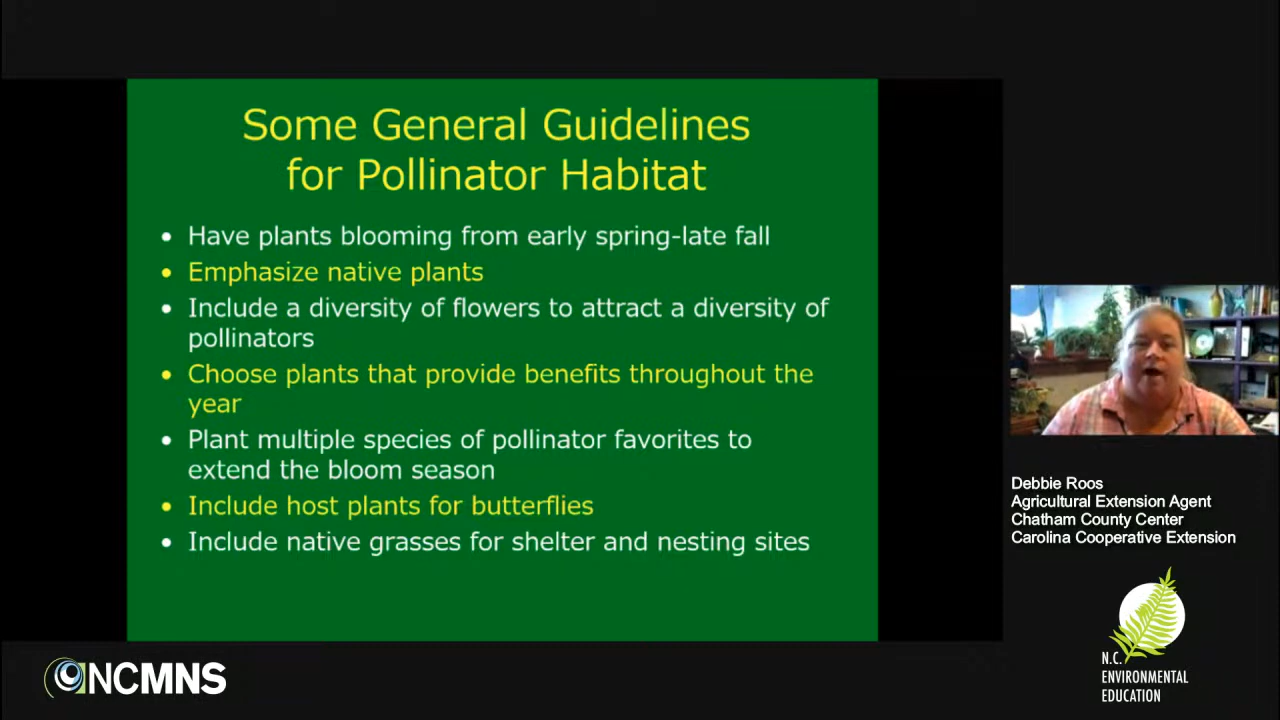 Some General Guidelines
for Pollinator Habitat
• Have plants blooming from early spring-late fall
• Emphasize native plants
• Include a diversity of flowers to attract a diversity of
pollinators
• Choose plants that provide benefits throughout the
year
• Plant multiple species of pollinator favorites to
extend the bloom season
• Include host plants for butterflies
• Include native grasses for shelter and nesting sites
Debbie Roos
Agricultural Extension Agent
Chatham County Center
Carolina Cooperative Extension
NCMNS
N.C.
ENVIRONMENTAL
EDUCATION